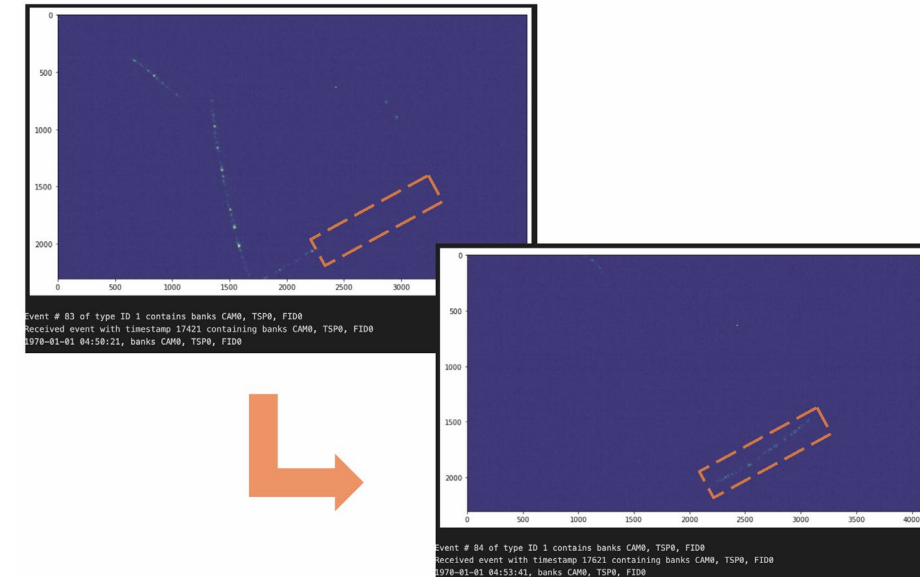 0
500
1000
1500
2000
0 500 1000 1500 2000 2500 3000
Event # 83 of type ID 1 contains banks CAM0, TSP0, FID0
Received event with timestamp 17421 containing banks CAM0, TSP0, FID0
1970-01-01 04:50:21, banks CAM0, TSP0, FID0
0
500
1000
1500
2000
0 500 1000 1500 2000 2500 3000 3500 4000
Event # 84 of type ID 1 contains banks CAM0, TSP0, FID0
Received event with timestamp 17621 containing banks CAM0, TSP0, FID0
1970-01-01 04:53:41, banks CAM0, TSP0, FID0